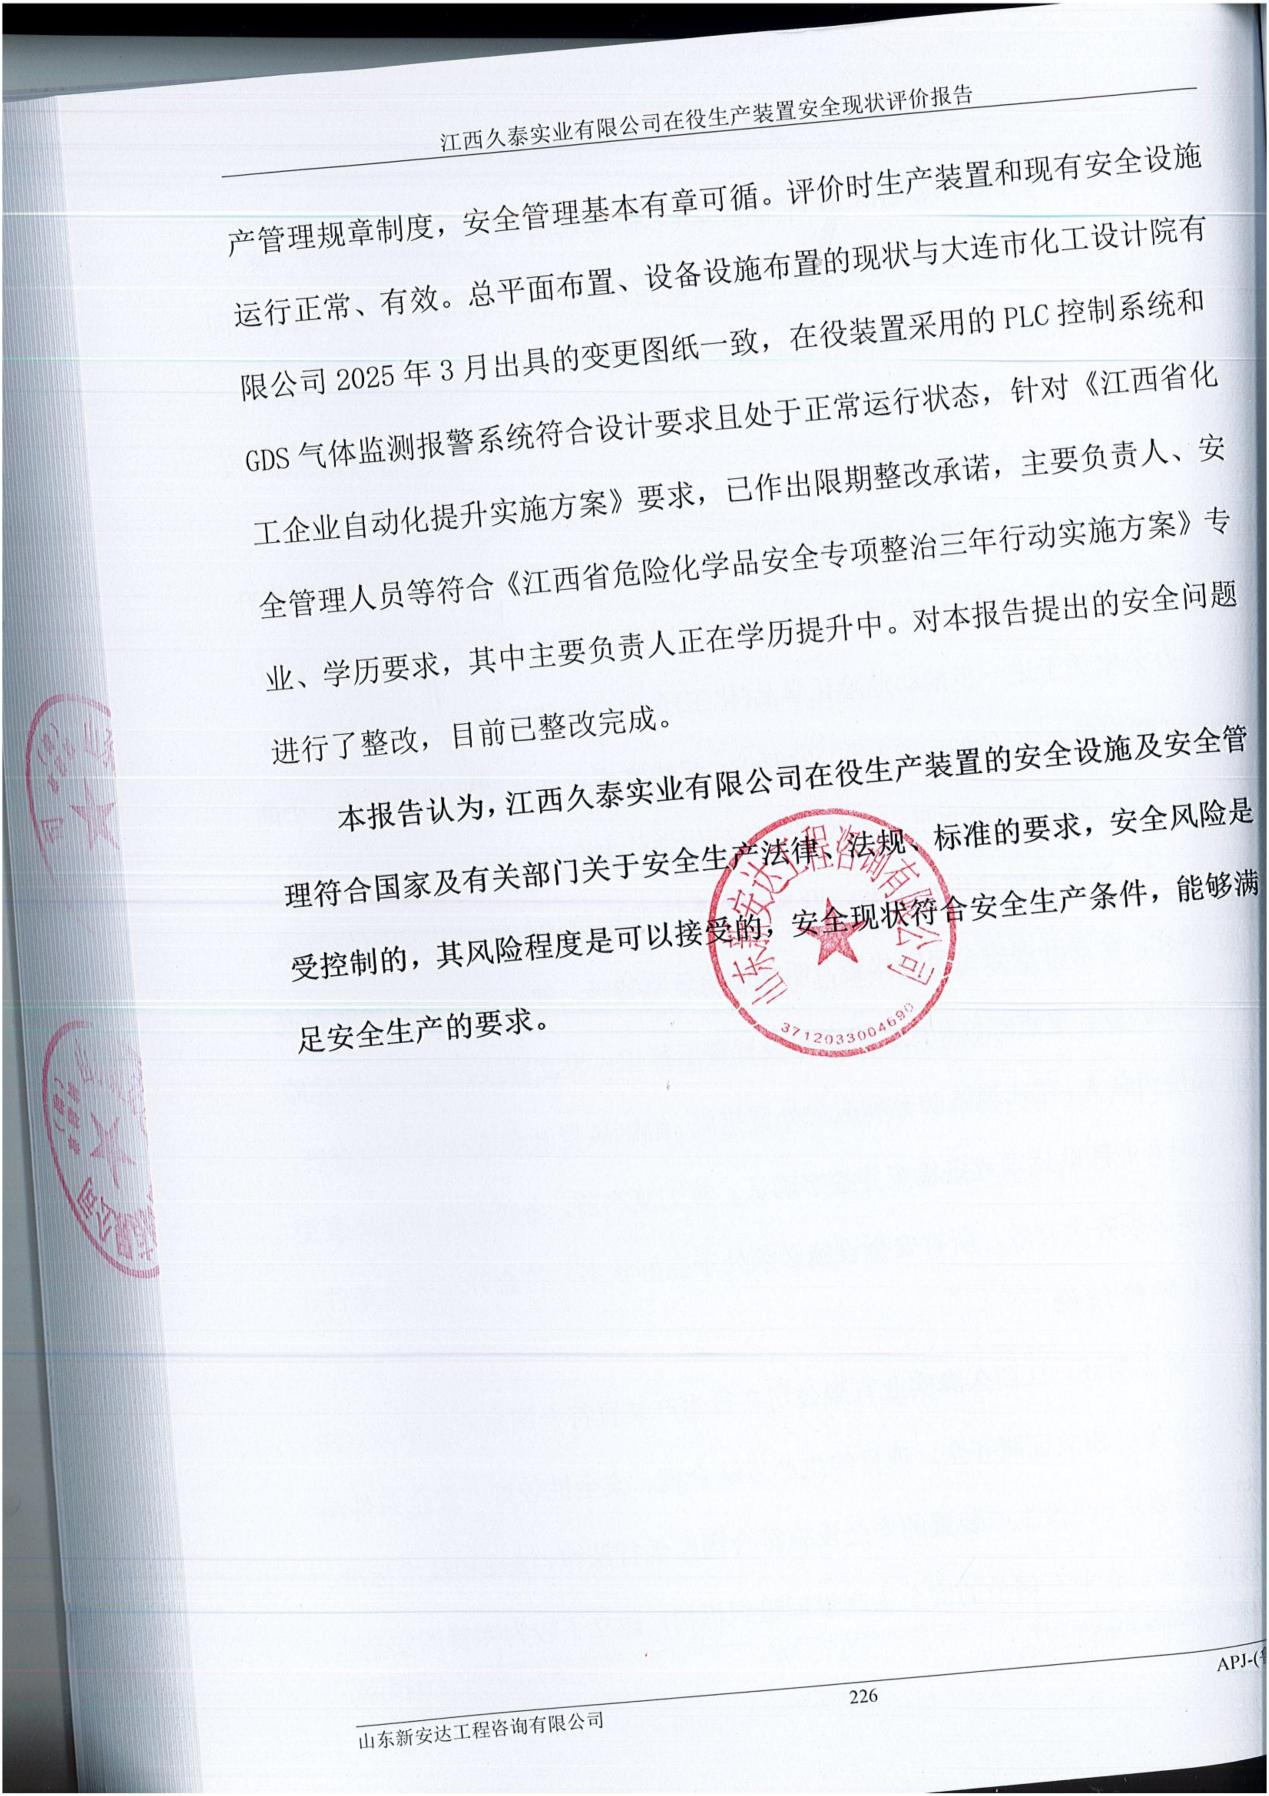 江西久泰实业有限公司在役生产装置安全现状评价报告
产管理规章制度，安全管理基本有章可循。评价时生产装置和现有安全设施
运行正常、有效。总平面布置、设备设施布置的现状与大连市化工设计院有
限公司 2025 年 3 月出具的变更图纸一致，在役装置采用的 PLC 控制系统和
GDS 气体监测报警系统符合设计要求且处于正常运行状态，针对《江西省化
工企业自动化提升实施方案》要求，已作出限期整改承诺，主要负责人、安
全管理人员等符合《江西省危险化学品安全专项整治三年行动实施方案》专
业、学历要求，其中主要负责人正在学历提升中。对本报告提出的安全问题
进行了整改，目前已整改完成。
本报告认为，江西久泰实业有限公司在役生产装置的安全设施及安全管
理符合国家及有关部门关于安全生产法律、法规、标准的要求，安全风险是
受控制的，其风险程度是可以接受的，安全现状符合安全生产条件，能够满
足安全生产的要求。
山东新安达工程咨询有限公司
3712033004690
山东新安达工程咨询有限公司
226
APJ-(